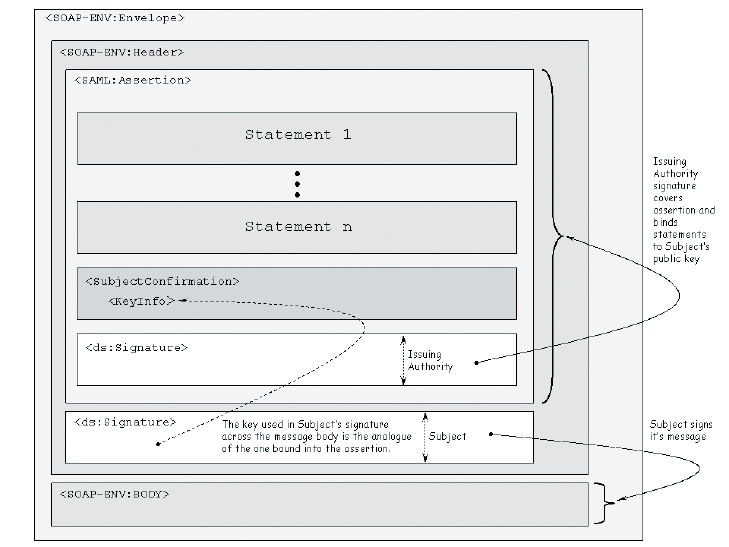 <SOAP-ENV:Envelope>
<SOAP-ENV:Header>
<SAML:Assertion>
Statement 1
Statement n
<SubjectConfirmation>
<KeyInfo>
<ds:Signature>
Issuing
Authority
Issuing
Authority
signature
covers
assertion and
binds
statements
to Subject's
public key
<ds:Signature>
The key used in Subject's signature
across the message body is the analogue
of the one bound into the assertion.
Subject
Subject signs
it's message
<SOAP-ENV:BODY>